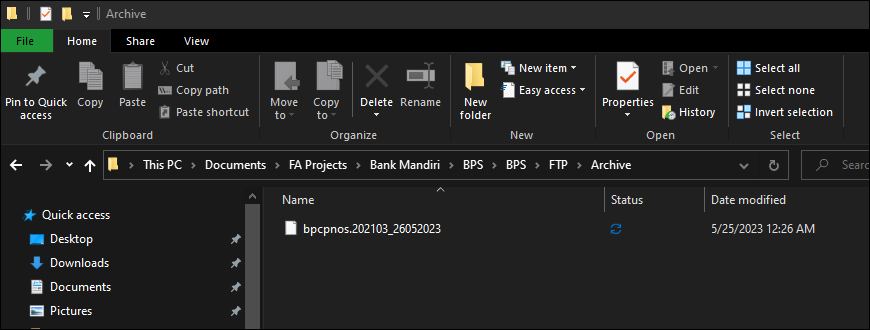 Archive
File Home Share View
Pin to Quick access
Copy
Paste
Cut
Copy path
Paste shortcut
Clipboard
Move to
Copy to
Delete
Rename
Organize
New folder
New item
Easy access
New
Properties
Open
Edit
History
Open
Select all
Select none
Invert selection
Select
This PC > Documents > FA Projects > Bank Mandiri > BPS > BPS > FTP > Archive
Sear
Name Status Date modified
bpcpnos.202103_26052023 5/25/2023 12:26 AM
Quick access
Desktop
Downloads
Documents
Pictures